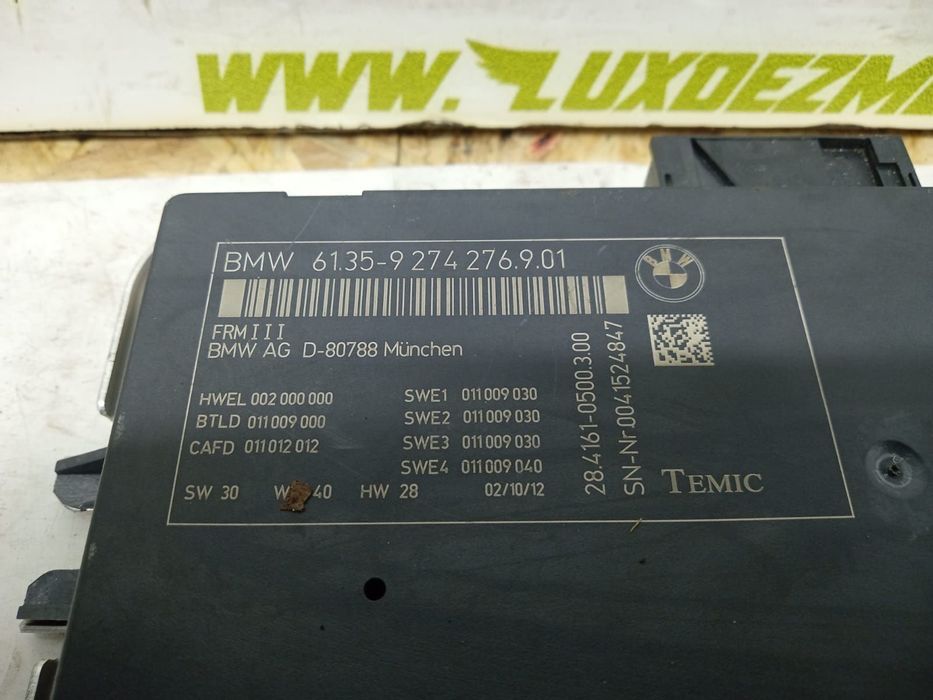 WWW.LUXDEZM
BMW 61.35-9 274 276.9.01
BMW
FRMIII
BMW AG D-80788 München
HWEL 002 000 000
BTLD 011 009 000
CAFD 011 012 012
SWE1 011 009 030
SWE2 011 009 030
SWE3 011 009 030
SWE4 011 009 040
SW 30 40 HW 28 02/10/12
28.4161-0500.3.00
SN-Nr.0041524847
TEMIC